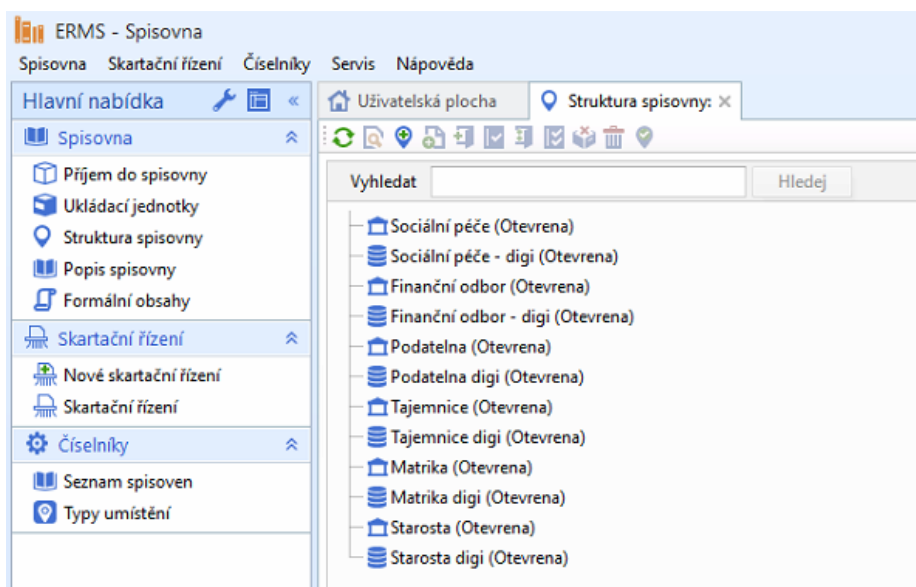 ERMS - Spisovna
Spisovna Skartační řízení Číselníky Servis Nápověda
Hlavní nabídka «
Uživatelská plocha
Struktura spisovny:
Spisovna
Příjem do spisovny
Ukládací jednotky
Struktura spisovny
Popis spisovny
Formální obsahy
Skartační řízení
Nové skartační řízení
Skartační řízení
Číselníky
Seznam spisoven
Typy umístění
Vyhledat Hledej
Sociální péče (Otevrena)
Sociální péče - digi (Otevrena)
Finanční odbor (Otevrena)
Finanční odbor - digi (Otevrena)
Podatelna (Otevrena)
Podatelna digi (Otevrena)
Tajemnice (Otevrena)
Tajemnice digi (Otevrena)
Matrika (Otevrena)
Matrika digi (Otevrena)
Starosta (Otevrena)
Starosta digi (Otevrena)